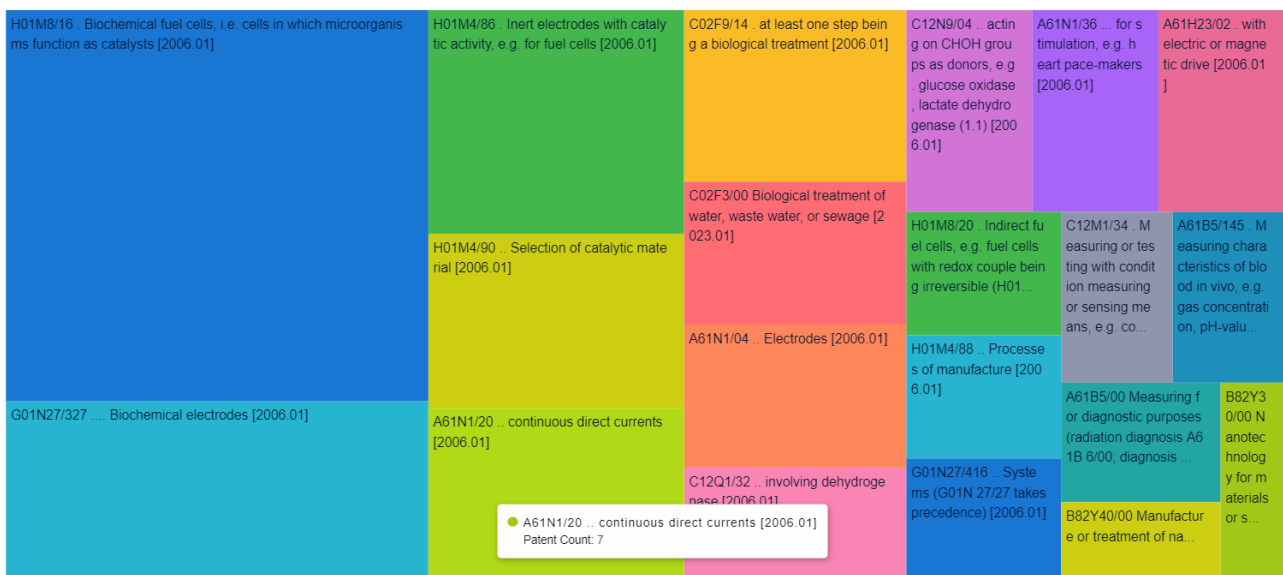 H01M8/16 . Biochemical fuel cells, i.e. cells in which microorganis
ms function as catalysts [2006.01]
G01N27/327 .... Biochemical electrodes [2006.01]
H01M4/86 . Inert electrodes with cataly
tic activity, e.g. for fuel cells [2006.01]
H01M4/90 .. Selection of catalytic mate
rial [2006.01]
A61N1/20 .. continuous direct currents
[2006.01]
C02F9/14 . at least one step bein
g a biological treatment [2006.01]
C02F3/00 Biological treatment of
water, waste water, or sewage [2
023.01]
A61N1/04 .. Electrodes [2006.01]
C12Q1/32 .. involving dehydroge
nase [2006.01]
A61N1/20 .. continuous direct currents [2006.01]
Patent Count: 7
C12N9/04 .. actin
g on CHOH grou
ps as donors, e.g
. glucose oxidase
, lactate dehydro
genase (1.1) [200
6.01]
A61N1/36 ... for s
timulation, e.g. h
eart pace-makers
[2006.01]
A61H23/02 . with
electric or magne
tic drive [2006.01
]
H01M8/20 . Indirect fu
el cells, e.g. fuel cells
with redox couple bein
g irreversible (H01...
C12M1/34 . M
easuring or tes
ting with condit
ion measuring
or sensing me
ans, e.g. co...
A61B5/145 . M
easuring chara
cteristics of blo
od in vivo, e.g.
gas concentrati
on, pH-valu...
H01M4/88 .. Processe
s of manufacture [200
6.01]
G01N27/416 .. Syste
ms (G01N 27/27 takes
precedence) [2006.01]
A61B5/00 Measuring f
or diagnostic purposes
(radiation diagnosis A6
1B 6/00; diagnosis ...
B82Y40/00 Manufactur
e or treatment of na...
B82Y3
0/00 N
anotec
hnolog
y for m
aterials
or s...